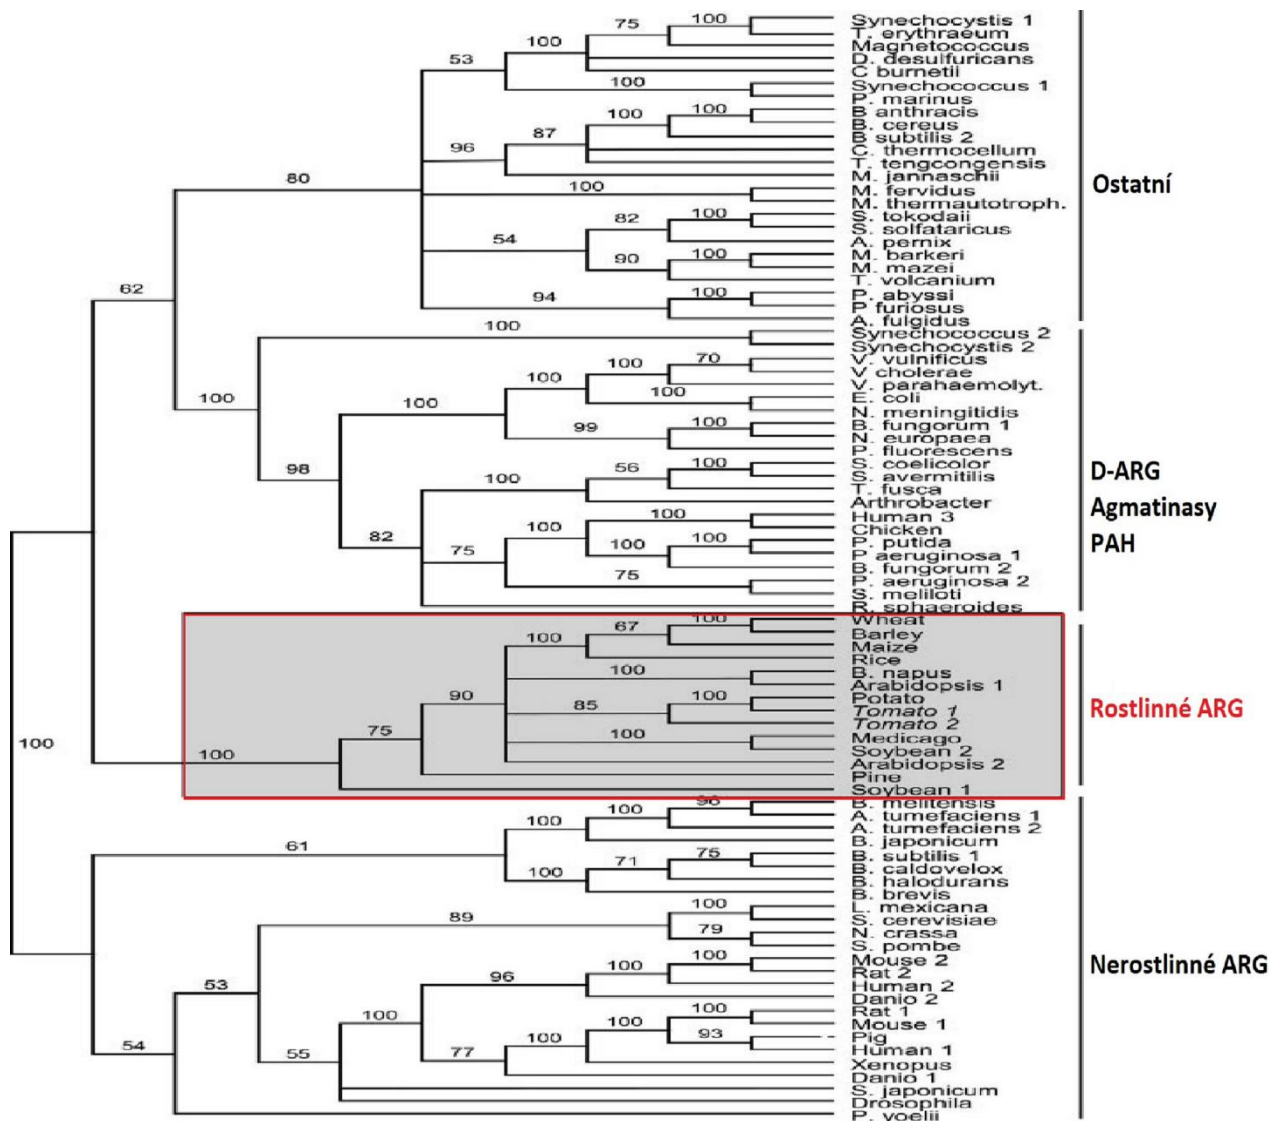 Synechocystis 1
T. erythraeum
Magnetococcus
D. desulfuricans
C burnetii
Synechococcus 1
P. marinus
B anthracis
B. cereus
B subtilis 2
C. thermocellum
T. tengcongensis
M. jannaschii
M. fervidus
M. thermautotroph.
S. tokodaii
S. solfataricus
A. pernix
M. barkeri
M. mazei
T. volcanium
P. abyssi
P furiosus
A. fulgidus
Synechococcus 2
Synechocystis 2
V. vulnificus
V cholerae
V. parahaemolyt.
E. coli
N. meningitidis
B. fungorum 1
N. europaea
P. fluorescens
S. coelicolor
S. avermitilis
T. fusca
Arthrobacter
Human 3
Chicken
P. putida
P aeruginosa 1
B. fungorum 2
P. aeruginosa 2
S. meliloti
R. sphaeroides
Wheat
Barley
Maize
Rice
B. napus
Arabidopsis 1
Potato
Tomato 1
Tomato 2
Medicago
Soybean 2
Arabidopsis 2
Pine
Soybean 1
B. melitensis
A. tumefaciens 1
A. tumefaciens 2
B. japonicum
B. subtilis 1
B. caldovelox
B. halodurans
B. brevis
L. mexicana
S. cerevisiae
N. crassa
S. pombe
Mouse 2
Rat 2
Human 2
Danio 2
Rat 1
Mouse 1
Pig
Human 1
Xenopus
Danio 1
S. japonicum
Drosophila
P. yoelii
Ostatní
D-ARG
Agmatinasy
PAH
Rostlinné ARG
Nerostlinné ARG
100
75
100
53
100
100
100
87
96
80
100
100
82
54
100
90
62
100
94
100
70
100
100
100
100
100
100
99
98
100
56
100
100
100
82
75
100
100
75
100
67
100
100
90
100
85
75
100
100
100
100
100
100
61
75
71
100
100
89
79
100
96
100
53
100
100
100
93
100
77
55
54